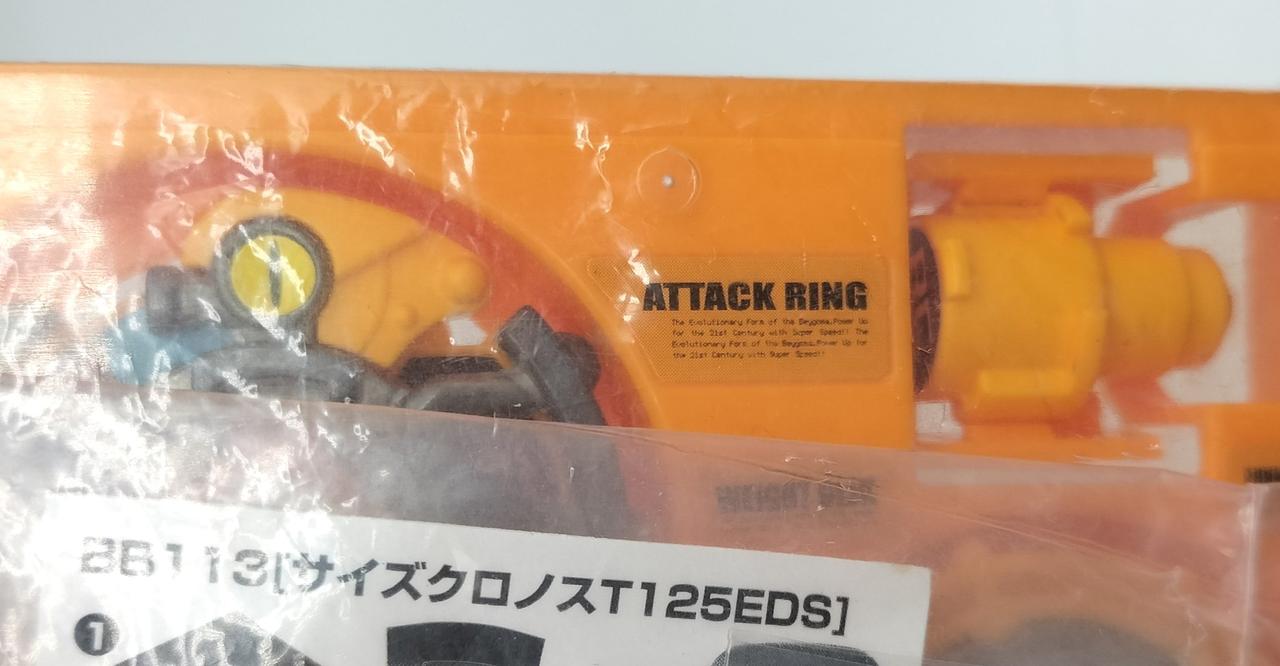 ATTACK RING
The Evolutionary Form of the Beygoma.Power Up
for the 21st Century with Super Speed!! The
Evolutionary Form of the Beygoma.Power Up for
the 21st Century with Super Speed!!
WEIGHT DISK
BB113[サイズクロノスT125EDS]
1